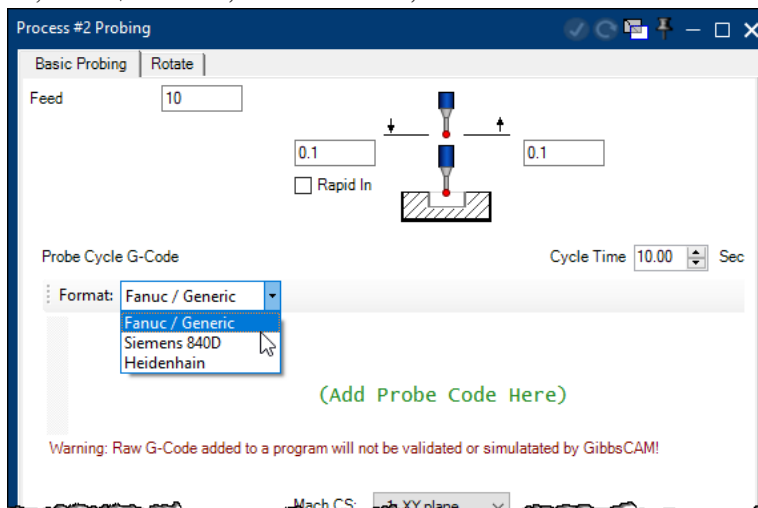 Process #2 Probing
Basic Probing Rotate
Feed 10
0.1 0.1
Rapid In
Probe Cycle G-Code Cycle Time 10.00 Sec
Format: Fanuc / Generic
Fanuc / Generic
Siemens 840D
Heidenhain
(Add Probe Code Here)
Warning: Raw G-Code added to a program will not be validated or simulatated by GibbsCAM!
Mach CS: XY plane